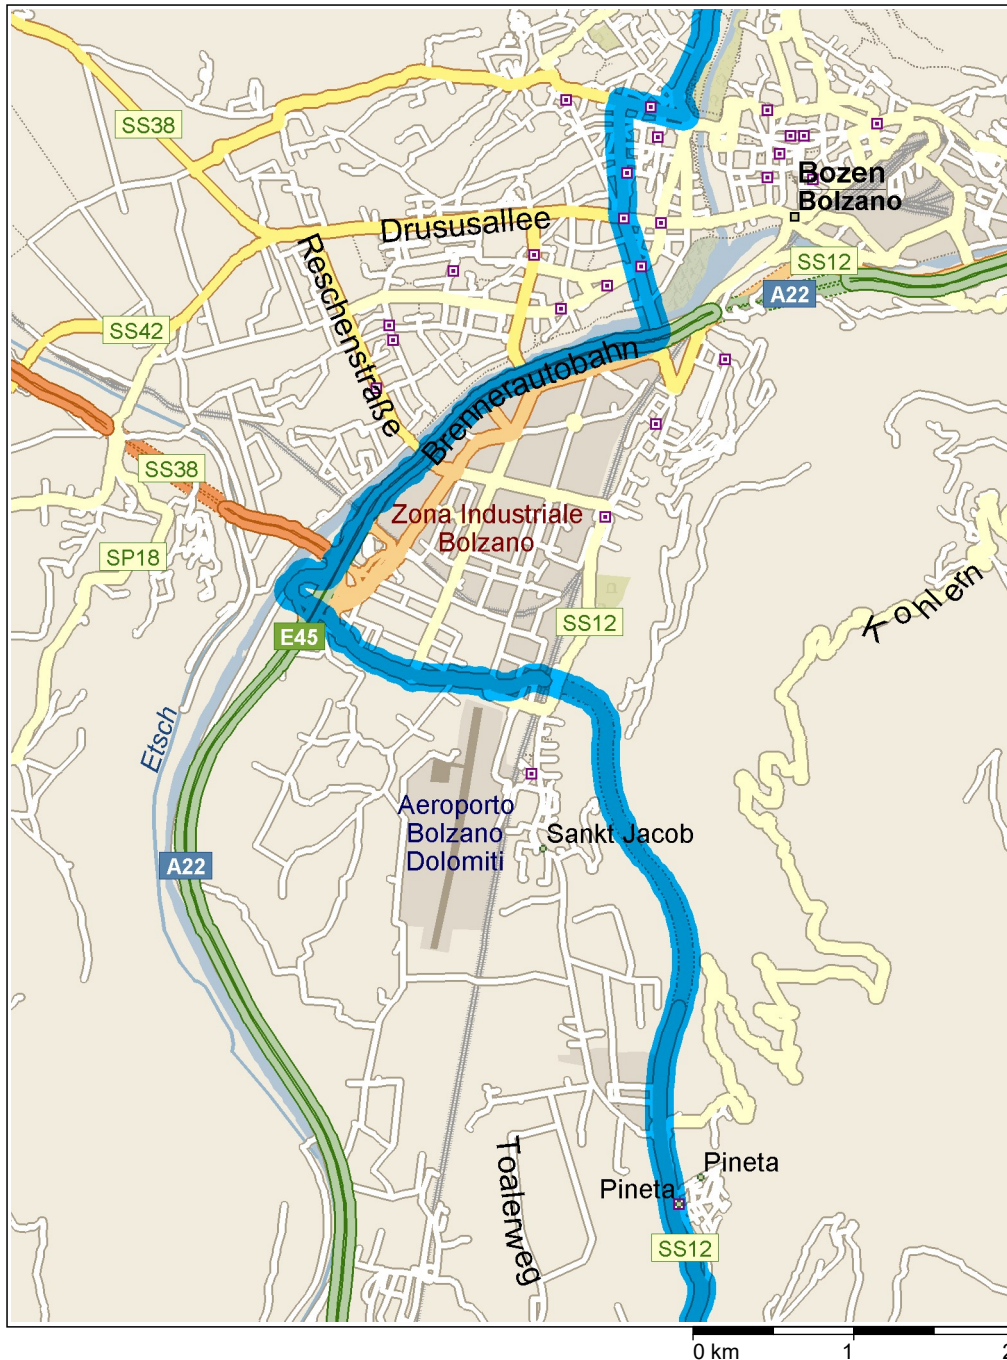 SS38
Bozen
Bolzano
Drususallee
Reschenstraße
SS12
A22
SS42
Brennerautobahn
SS38
Zona Industriale
Bolzano
SP18
Kohlern
SS12
E45
Etsch
Aeroporto
Bolzano
Dolomiti
Sankt Jacob
A22
Toalerweg
Pineta
Pineta
SS12
0 km 1 2